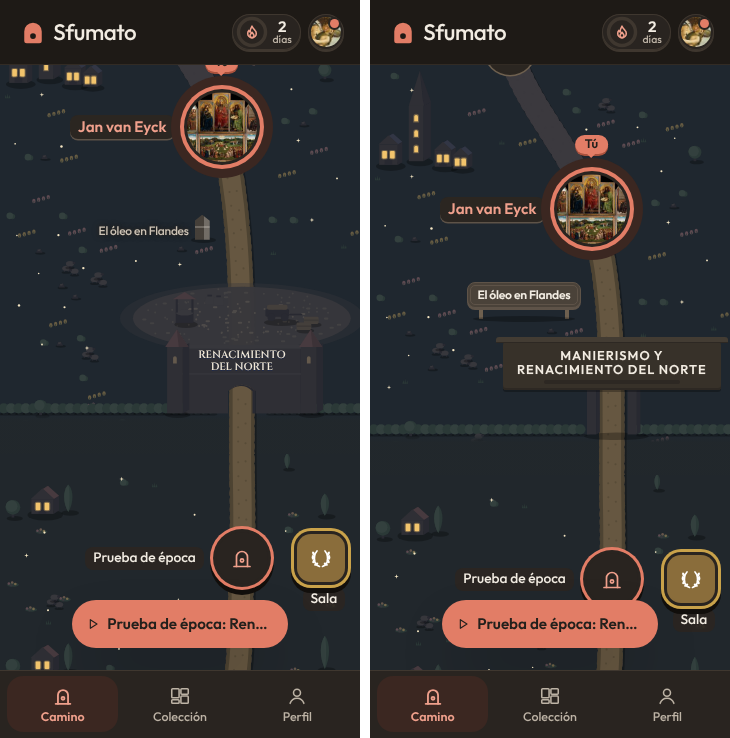 Sfumato
2
días
Jan van Eyck
El óleo en Flandes
RENACIMIENTO
DEL NORTE
Prueba de época
Sala
Prueba de época: Ren...
Camino
Colección
Perfil
Sfumato
2
días
Tú
Jan van Eyck
El óleo en Flandes
MANIERISMO Y
RENACIMIENTO DEL NORTE
Prueba de época
Sala
Prueba de época: Ren...
Camino
Colección
Perfil